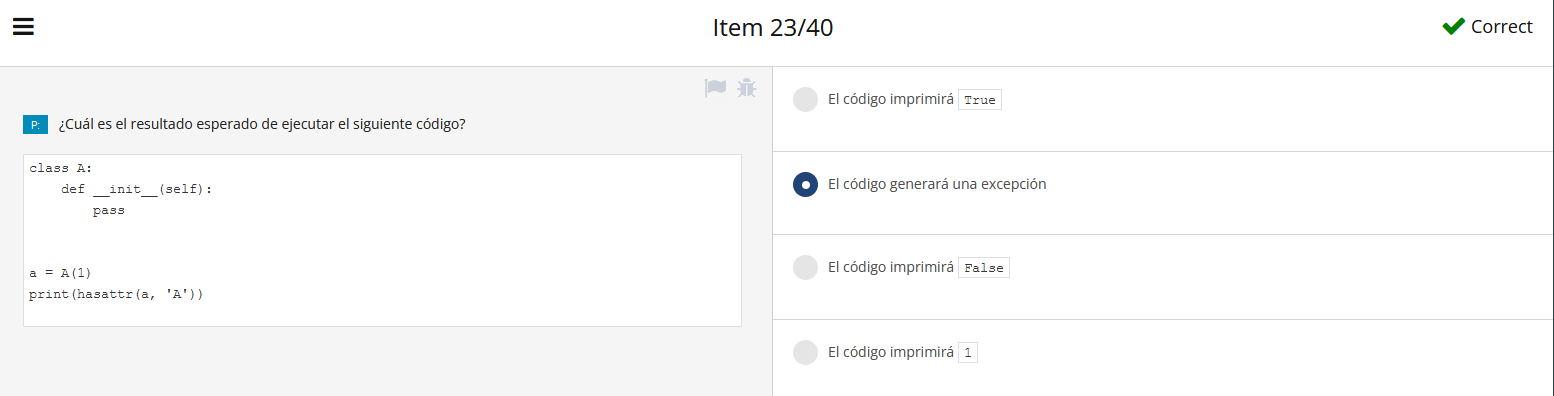 Item 23/40
Correct
P: ¿Cuál es el resultado esperado de ejecutar el siguiente código?
class A:
    def __init__(self):
        pass
a = A(1)
print(hasattr(a, 'A'))
El código imprimirá True
El código generará una excepción
El código imprimirá False
El código imprimirá 1